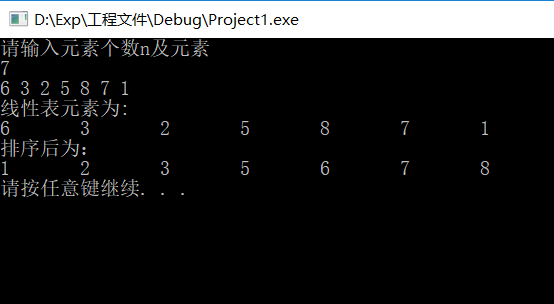 D:\Exp\工程文件\Debug\Project1.exe
请输入元素个数n及元素
7
6 3 2 5 8 7 1
线性表元素为:
6 3 2 5 8 7 1
排序后为:
1 2 3 5 6 7 8
请按任意键继续. . .